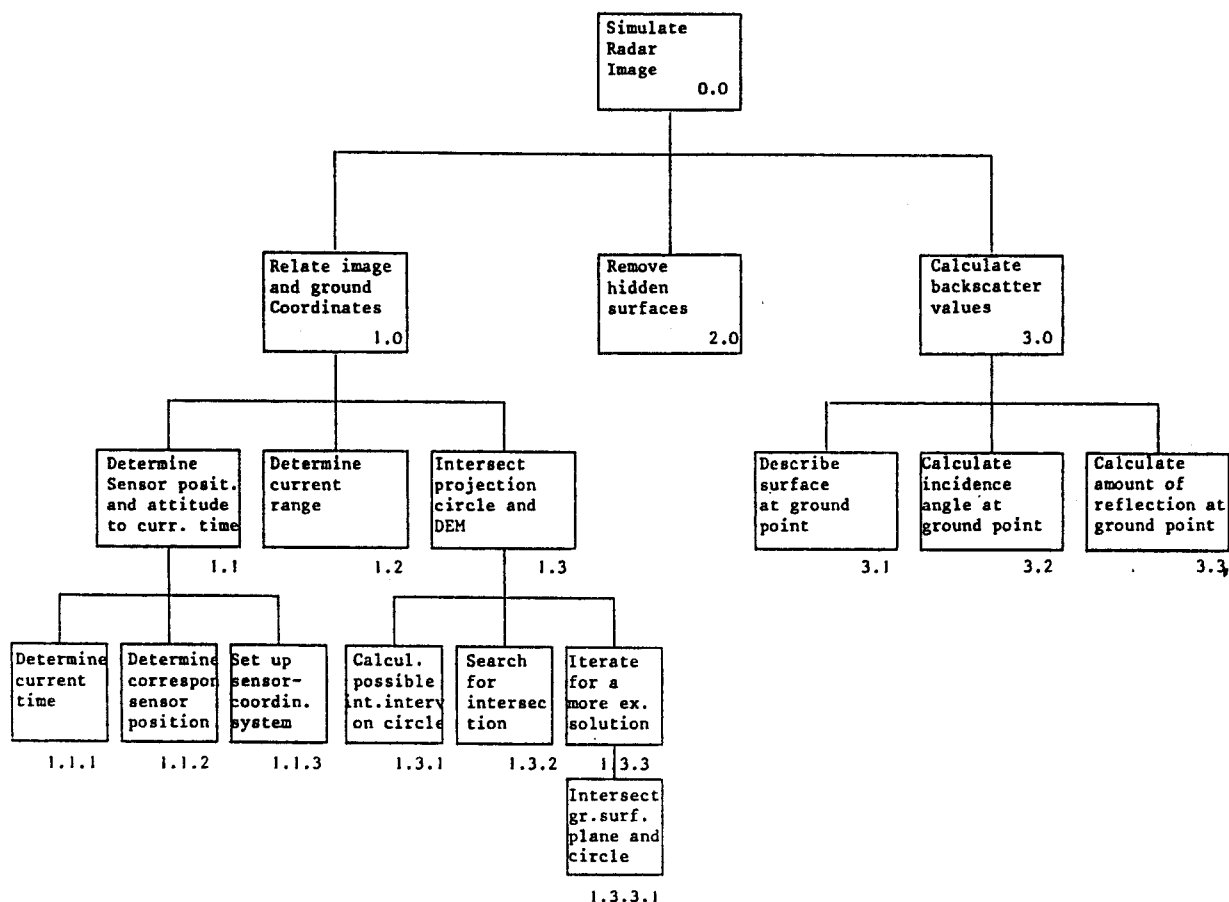 Simulate
Radar
Image
0.0
Relate image
and ground
Coordinates
1.0
Remove
hidden
surfaces
2.0
Calculate
backscatter
values
3.0
Determine
Sensor posit.
and attitude
to curr. time
1.1
Determine
current
range
1.2
Intersect
projection
circle and
DEM
1.3
Describe
surface
at ground
point
3.1
Calculate
incidence
angle at
ground point
3.2
Calculate
amount of
reflection at
ground point
3.3
Determine
current
time
1.1.1
Determine
correspon
sensor
position
1.1.2
Set up
sensor-
coordin.
system
1.1.3
Calcul.
possible
int.interv
on circle
1.3.1
Search
for
intersec
tion
1.3.2
Iterate
for a
more ex.
solution
1.3.3
Intersect
gr.surf.
plane and
circle
1.3.3.1